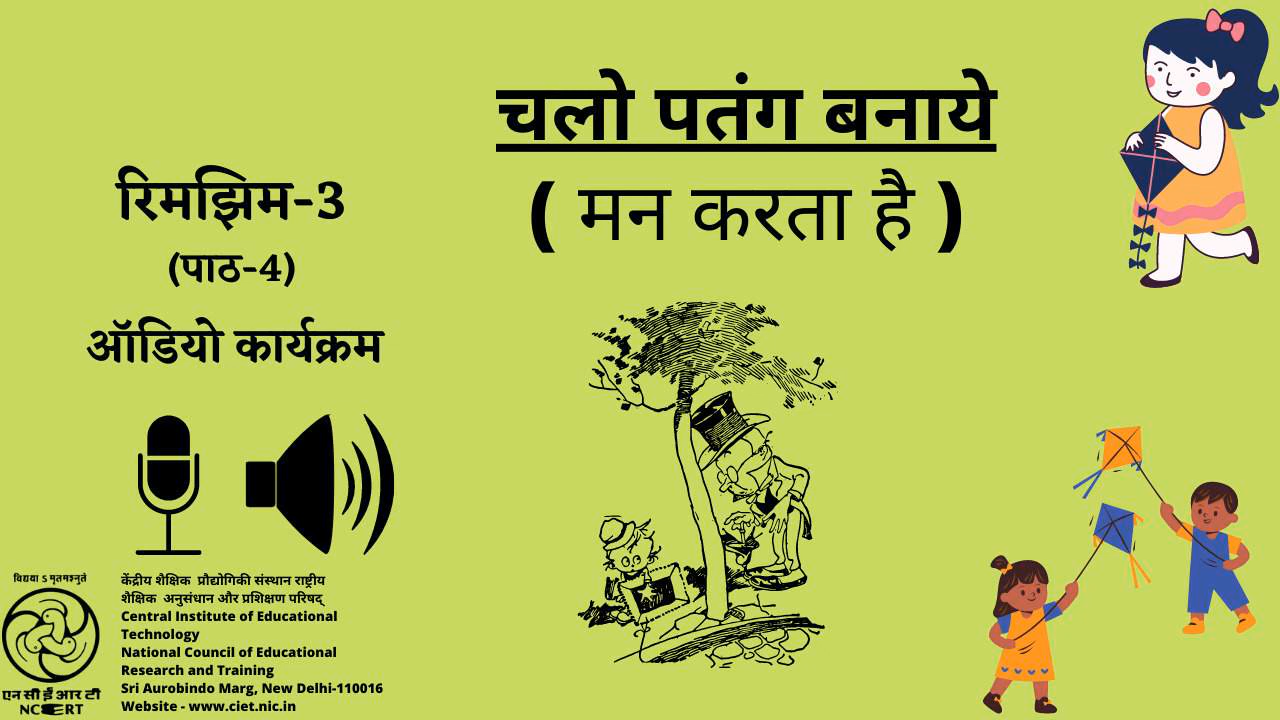 चलो पतंग बनाये
( मन करता है )
रिमझिम-3
(पाठ-4)
ऑडियो कार्यक्रम
विद्यया ऽ मृतमश्नुते
एन सी ई आर टी
NCERT
केंद्रीय शैक्षिक प्रौद्योगिकी संस्थान राष्ट्रीय
शैक्षिक अनुसंधान और प्रशिक्षण परिषद्
Central Institute of Educational
Technology
National Council of Educational
Research and Training
Sri Aurobindo Marg, New Delhi-110016
Website - www.ciet.nic.in